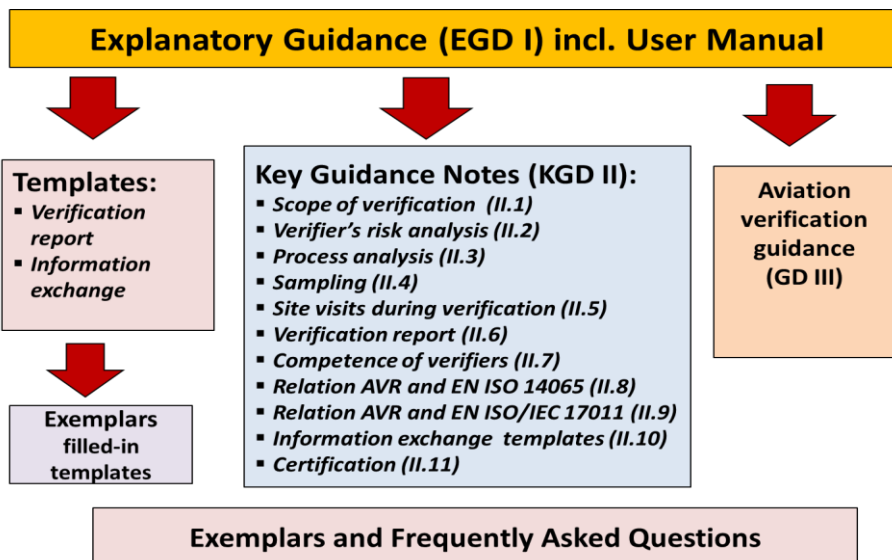 Explanatory Guidance (EGD I) incl. User Manual
Templates:
▪ Verification
report
▪ Information
exchange
Exemplars
filled-in
templates
Key Guidance Notes (KGD II):
▪ Scope of verification (II.1)
▪ Verifier's risk analysis (II.2)
▪ Process analysis (II.3)
▪ Sampling (II.4)
▪ Site visits during verification (II.5)
▪ Verification report (II.6)
▪ Competence of verifiers (II.7)
▪ Relation AVR and EN ISO 14065 (II.8)
▪ Relation AVR and EN ISO/IEC 17011 (II.9)
▪ Information exchange templates (II.10)
▪ Certification (II.11)
Aviation
verification
guidance
(GD III)
Exemplars and Frequently Asked Questions